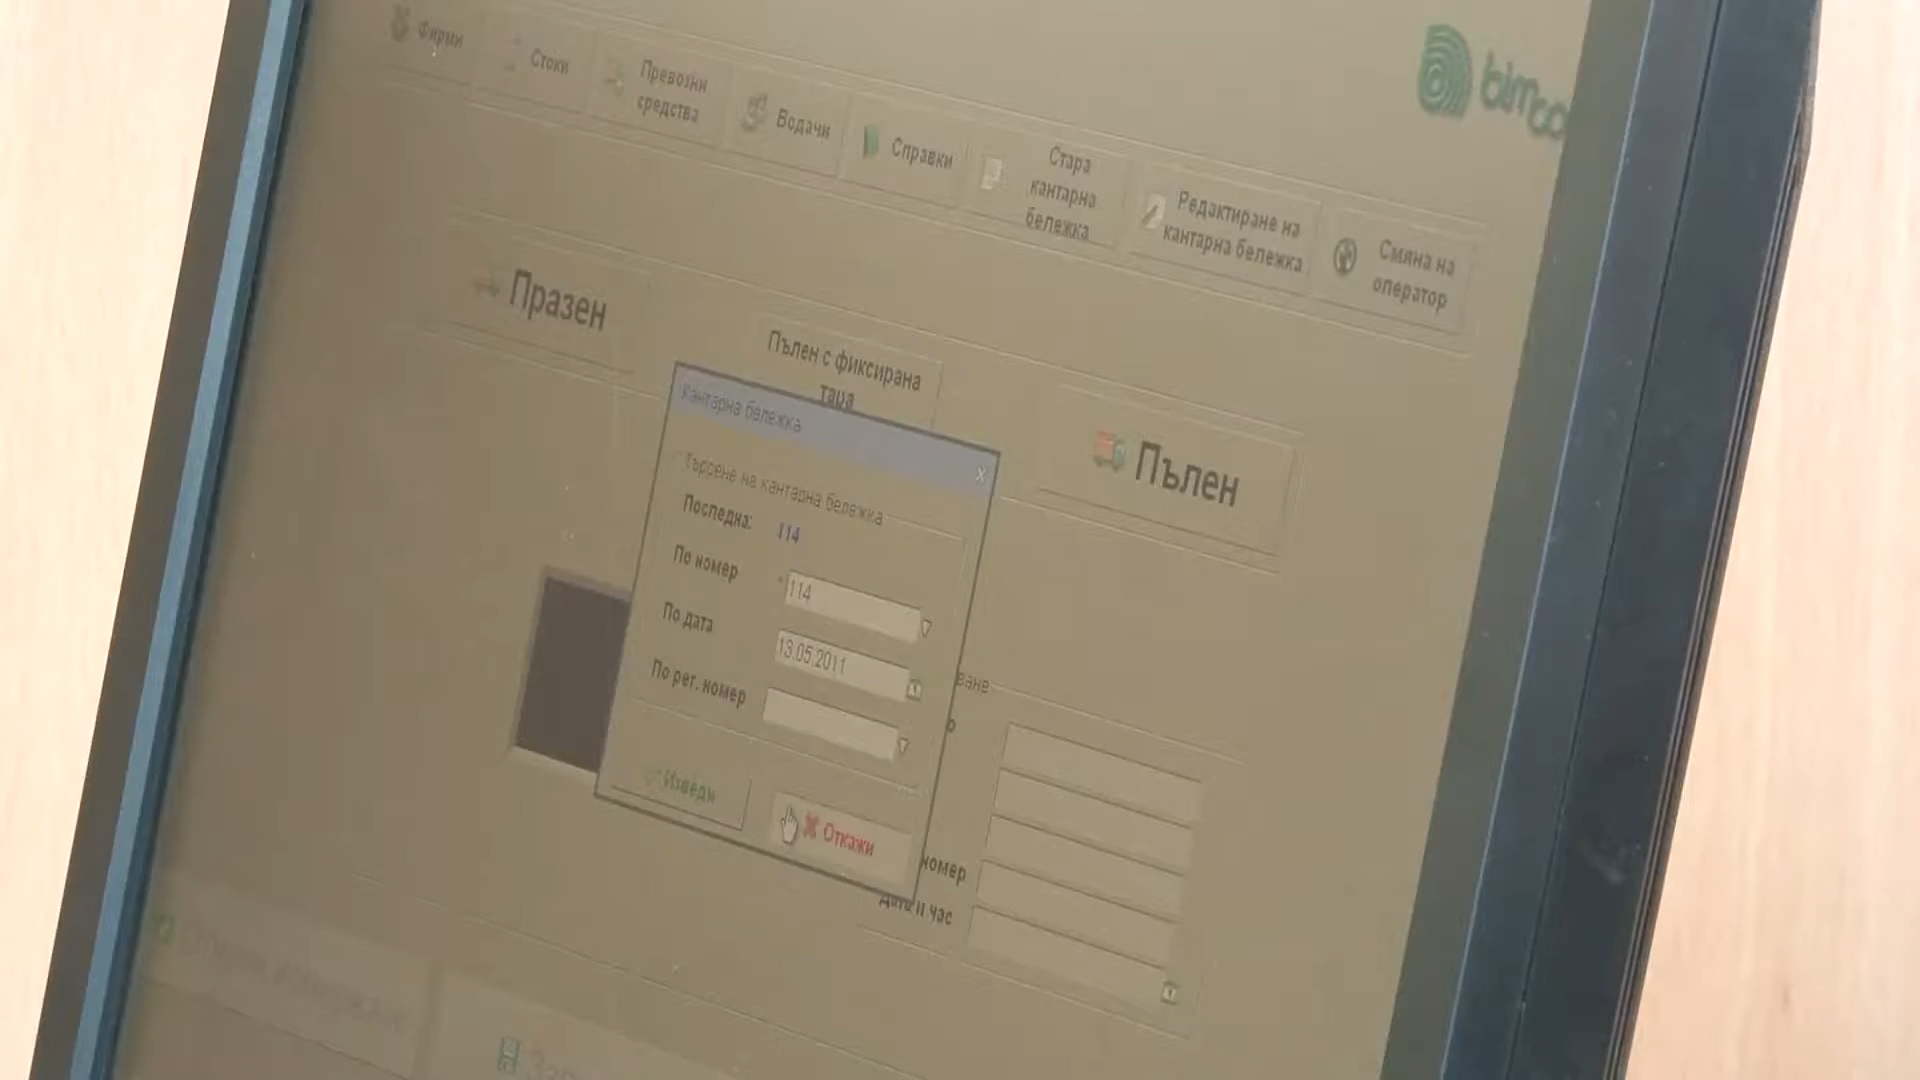 Фирми
Стоки
Превозни
средства
Водачи
Справки
Стара
кантарна
бележка
Редактиране на
кантарна бележка
Смяна на
оператор
Празен
Пълен с фиксирана
тара
Пълен
Кантарна бележка
Търсене на кантарна бележка
Последна: 114
По номер 114
По дата 13.05.2011
По рег. номер
Изведи
Откажи
номер
Дата и час